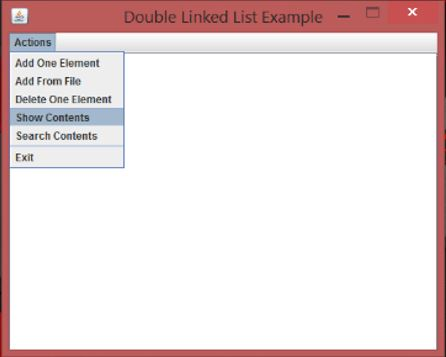 Double Linked List Example
Actions
Add One Element
Add From File
Delete One Element
Show Contents
Search Contents
Exit